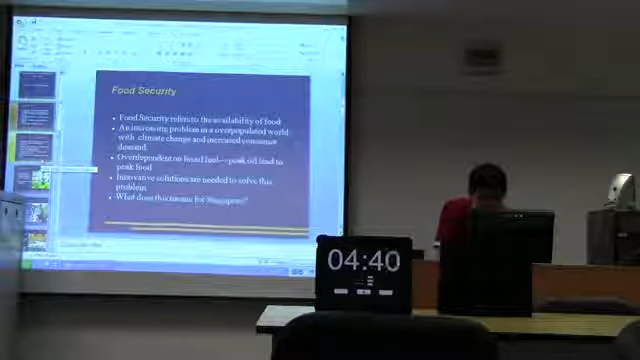 Food Security
• Food Security refers to the availability of food
• An increasing problem in a overpopulated world
with climate change and increased consumer
demand.
• Overdependent on fossil fuel—peak oil lead to
peak food
• Innovative solutions are needed to solve this
problem
• What does this means for Singapore?
04:40